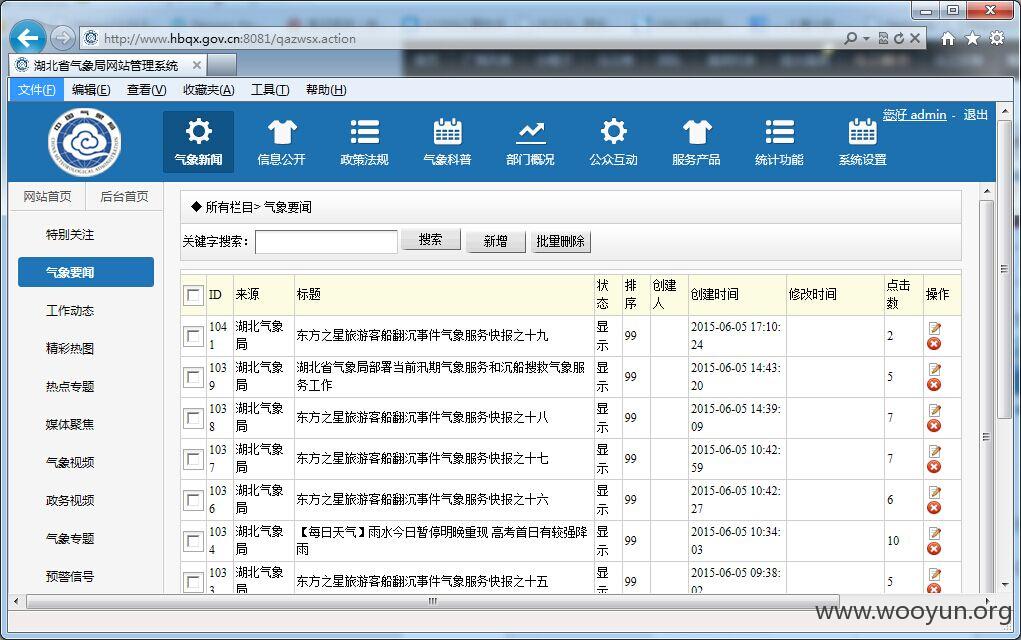 http://www.hbqx.gov.cn:8081/qazwsx.action
湖北省气象局网站管理系统
文件(F) 编辑(E) 查看(V) 收藏夹(A) 工具(T) 帮助(H)
您好 admin - 退出
气象新闻 信息公开 政策法规 气象科普 部门概况 公众互动 服务产品 统计功能 系统设置
网站首页 后台首页
特别关注
气象要闻
工作动态
精彩热图
热点专题
媒体聚焦
气象视频
政务视频
气象专题
预警信号
◆ 所有栏目> 气象要闻
关键字搜索: 搜索 新增 批量删除
ID 来源 标题 状态 排序 创建人 创建时间 修改时间 点击数 操作
1041 湖北气象局 东方之星旅游客船翻沉事件气象服务快报之十九 显示 99 2015-06-05 17:10:24 2
1039 湖北气象局 湖北省气象局部署当前汛期气象服务和沉船搜救气象服务工作 显示 99 2015-06-05 14:43:20 5
1038 湖北气象局 东方之星旅游客船翻沉事件气象服务快报之十八 显示 99 2015-06-05 14:39:09 7
1037 湖北气象局 东方之星旅游客船翻沉事件气象服务快报之十七 显示 99 2015-06-05 10:42:59 7
1036 湖北气象局 东方之星旅游客船翻沉事件气象服务快报之十六 显示 99 2015-06-05 10:42:27 6
1034 湖北气象局 【每日天气】雨水今日暂停明晚重现 高考首日有较强降雨 显示 99 2015-06-05 10:34:03 10
1033 湖北气象局 东方之星旅游客船翻沉事件气象服务快报之十五 显示 99 2015-06-05 09:38:02 5
www.wooyun.org